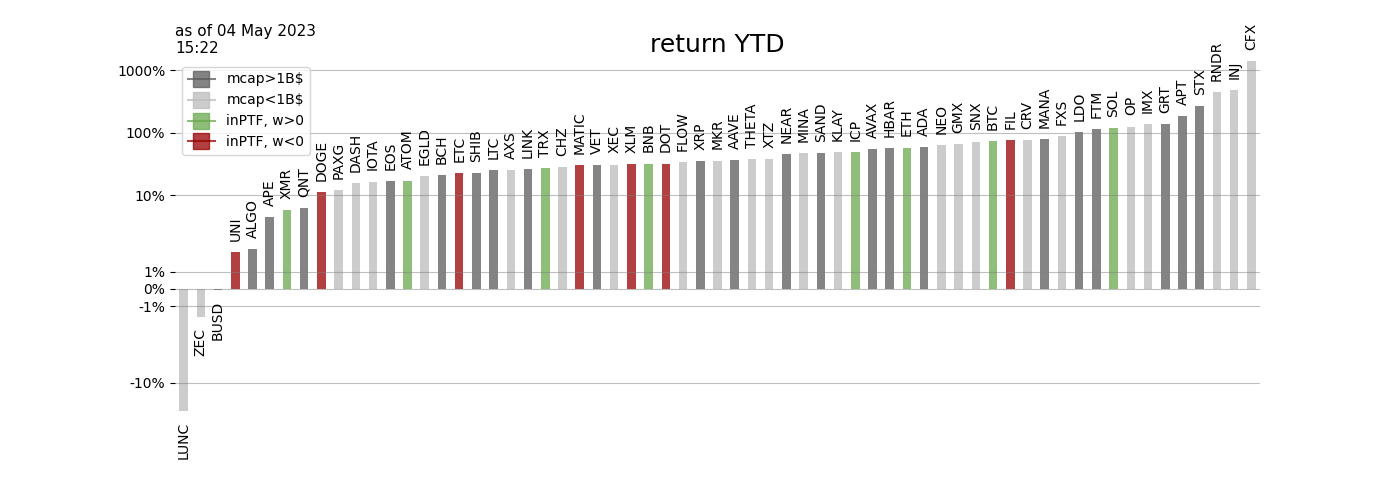 as of 04 May 2023
15:22
return YTD
mcap>1B$
mcap<1B$
inPTF, w>0
inPTF, w<0
1000%
100%
10%
1%
0%
-1%
-10%
LUNC
ZEC
BUSD
UNI
ALGO
APE
XMR
QNT
DOGE
PAXG
DASH
IOTA
EOS
ATOM
EGLD
BCH
ETC
SHIB
LTC
AXS
LINK
TRX
CHZ
MATIC
VET
XEC
XLM
BNB
DOT
FLOW
XRP
MKR
AAVE
THETA
XTZ
NEAR
MINA
SAND
KLAY
ICP
AVAX
HBAR
ETH
ADA
NEO
GMX
SNX
BTC
FIL
CRV
MANA
FXS
LDO
FTM
SOL
OP
IMX
GRT
APT
STX
RNDR
INJ
CFX